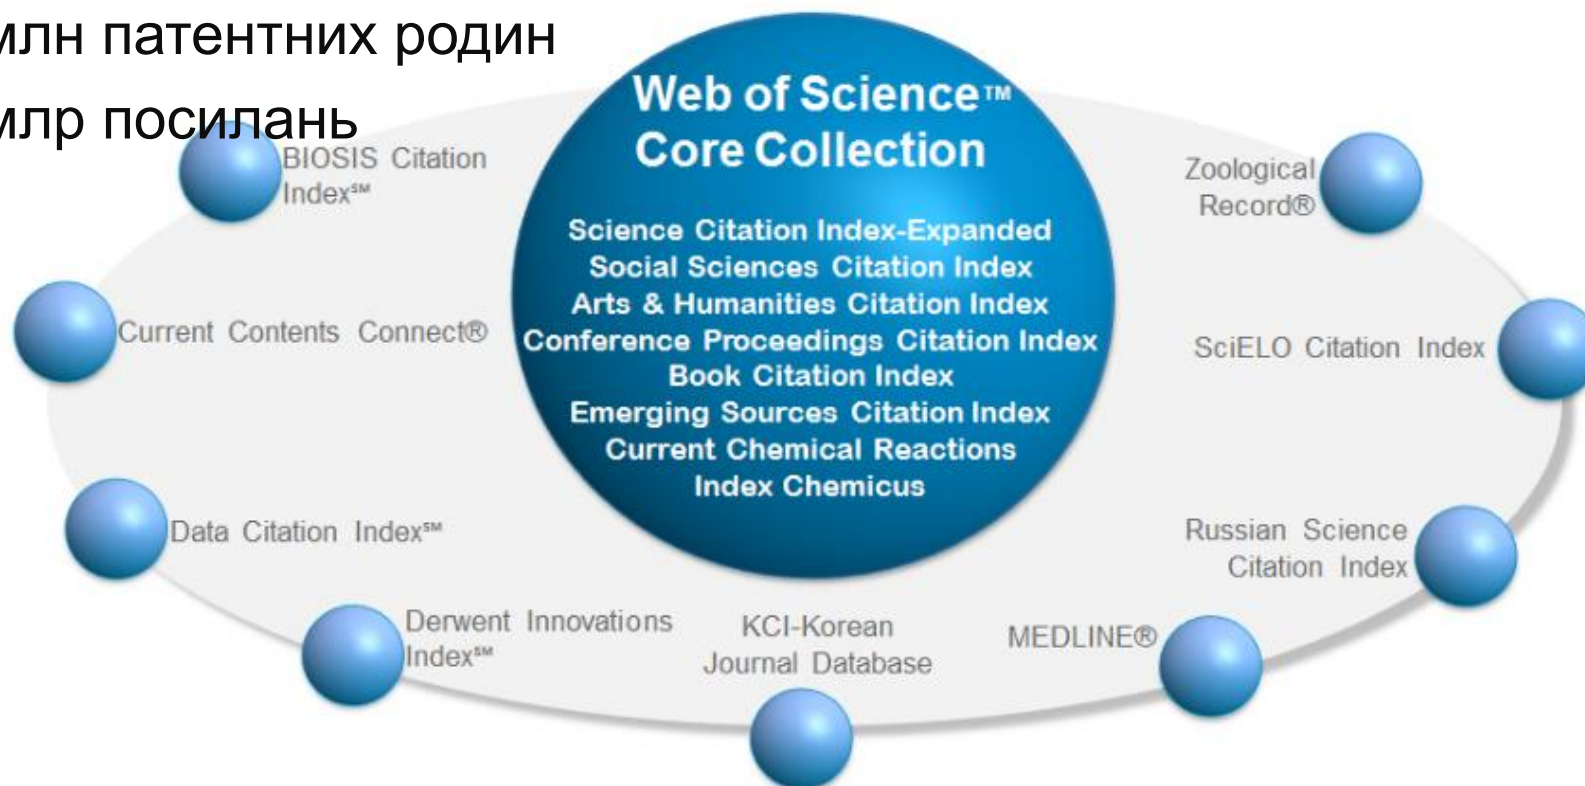 млн патентних родин
млр посилань
Web of Science™
Core Collection
Science Citation Index-Expanded
Social Sciences Citation Index
Arts & Humanities Citation Index
Conference Proceedings Citation Index
Book Citation Index
Emerging Sources Citation Index
Current Chemical Reactions
Index Chemicus
BIOSIS Citation
Index℠
Current Contents Connect®
Data Citation Index℠
Derwent Innovations
Index℠
KCI-Korean
Journal Database
MEDLINE®
Russian Science
Citation Index
SciELO Citation Index
Zoological
Record®